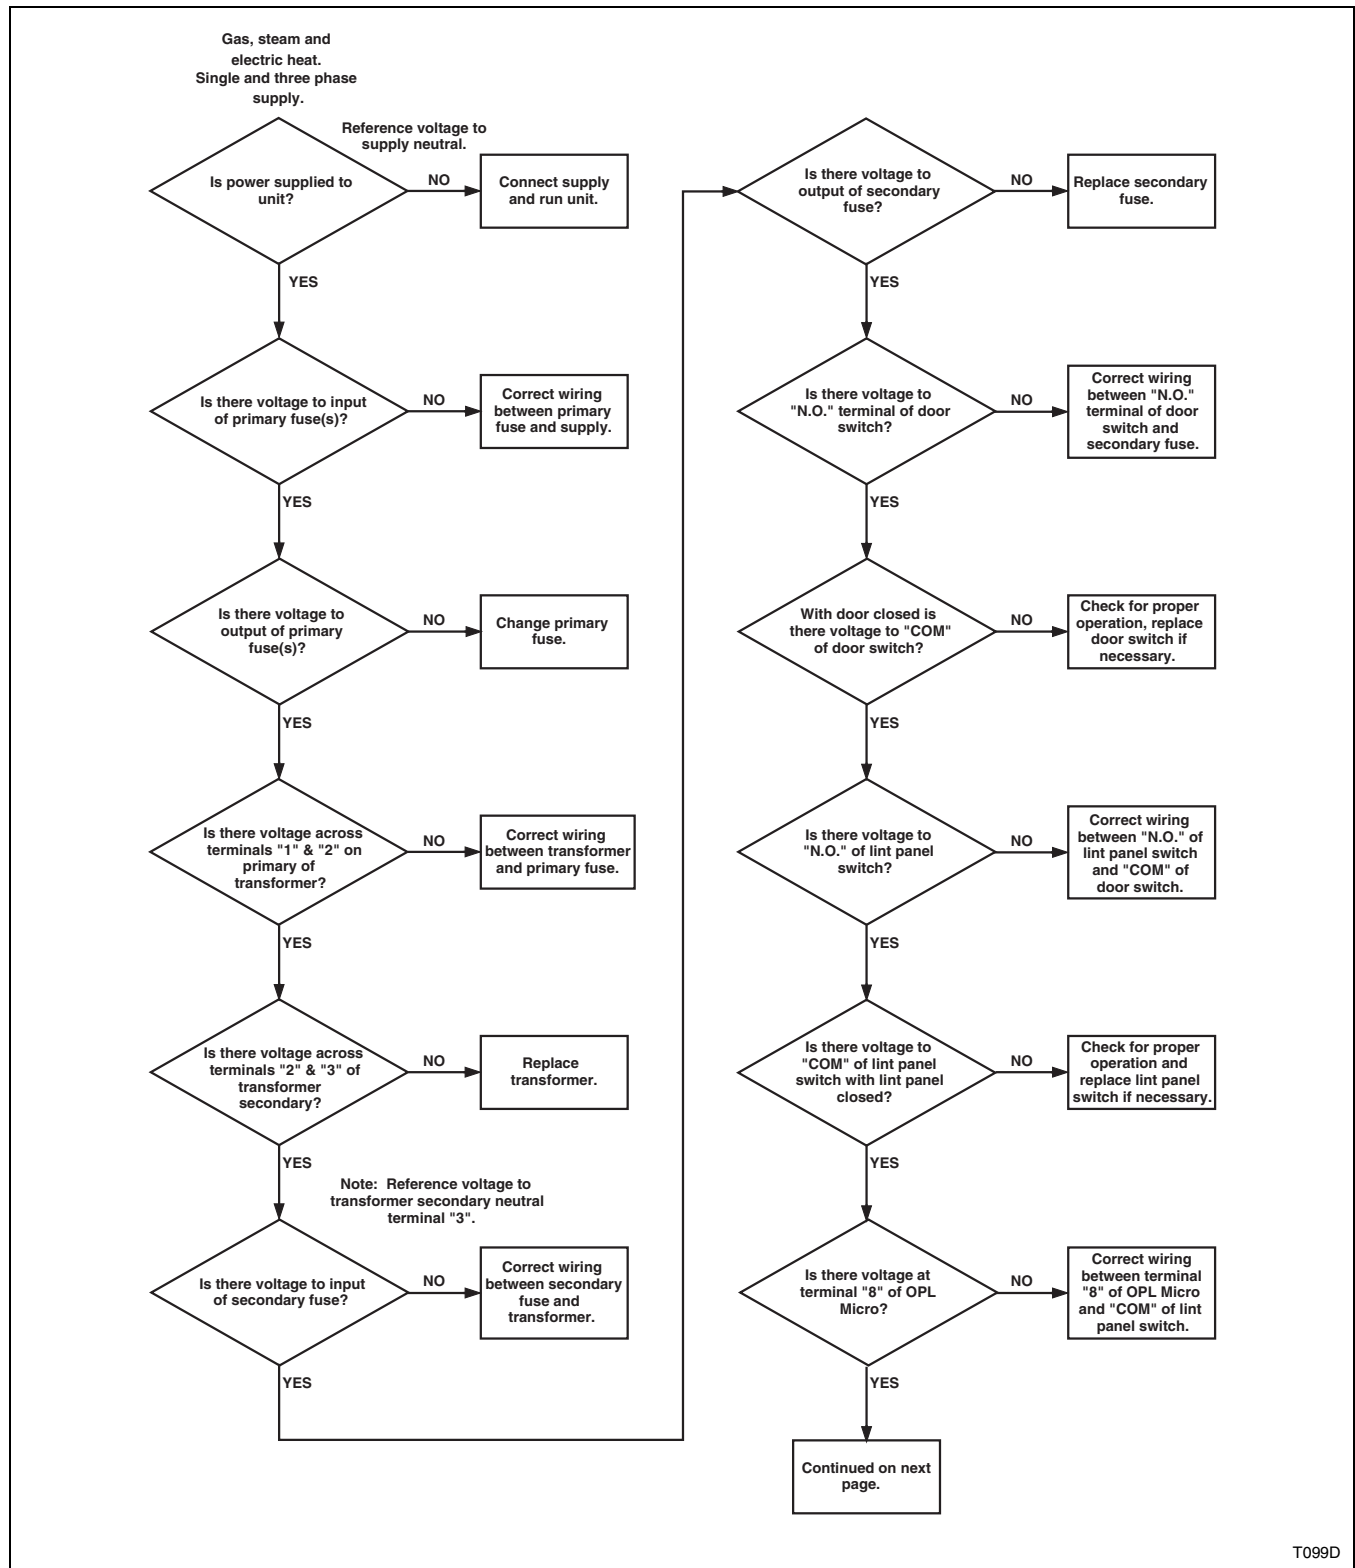 Gas, steam and
electric heat.
Single and three phase
supply.
Reference voltage to
supply neutral.
Is power supplied to
unit?
NO
Connect supply
and run unit.
YES
Is there voltage to input
of primary fuse(s)?
NO
Correct wiring
between primary
fuse and supply.
YES
Is there voltage to
output of primary
fuse(s)?
NO
Change primary
fuse.
YES
Is there voltage across
terminals "1" & "2" on
primary of
transformer?
NO
Correct wiring
between transformer
and primary fuse.
YES
Is there voltage across
terminals "2" & "3" of
transformer
secondary?
NO
Replace
transformer.
YES
Note: Reference voltage to
transformer secondary neutral
terminal "3".
Is there voltage to input
of secondary fuse?
NO
Correct wiring
between secondary
fuse and
transformer.
YES
Is there voltage to
output of secondary
fuse?
NO
Replace secondary
fuse.
YES
Is there voltage to
"N.O." terminal of door
switch?
NO
Correct wiring
between "N.O."
terminal of door
switch and
secondary fuse.
YES
With door closed is
there voltage to "COM"
of door switch?
NO
Check for proper
operation, replace
door switch if
necessary.
YES
Is there voltage to
"N.O." of lint panel
switch?
NO
Correct wiring
between "N.O." of
lint panel switch
and "COM" of
door switch.
YES
Is there voltage to
"COM" of lint panel
switch with lint panel
closed?
NO
Check for proper
operation and
replace lint panel
switch if necessary.
YES
Is there voltage at
terminal "8" of OPL
Micro?
NO
Correct wiring
between terminal
"8" of OPL Micro
and "COM" of lint
panel switch.
YES
Continued on next
page.
T099D